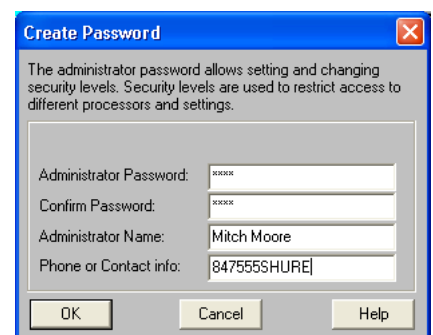 Create Password
The administrator password allows setting and changing
security levels. Security levels are used to restrict access to
different processors and settings.
Administrator Password: ****
Confirm Password: ****
Administrator Name: Mitch Moore
Phone or Contact info: 847555SHURE
OK Cancel Help